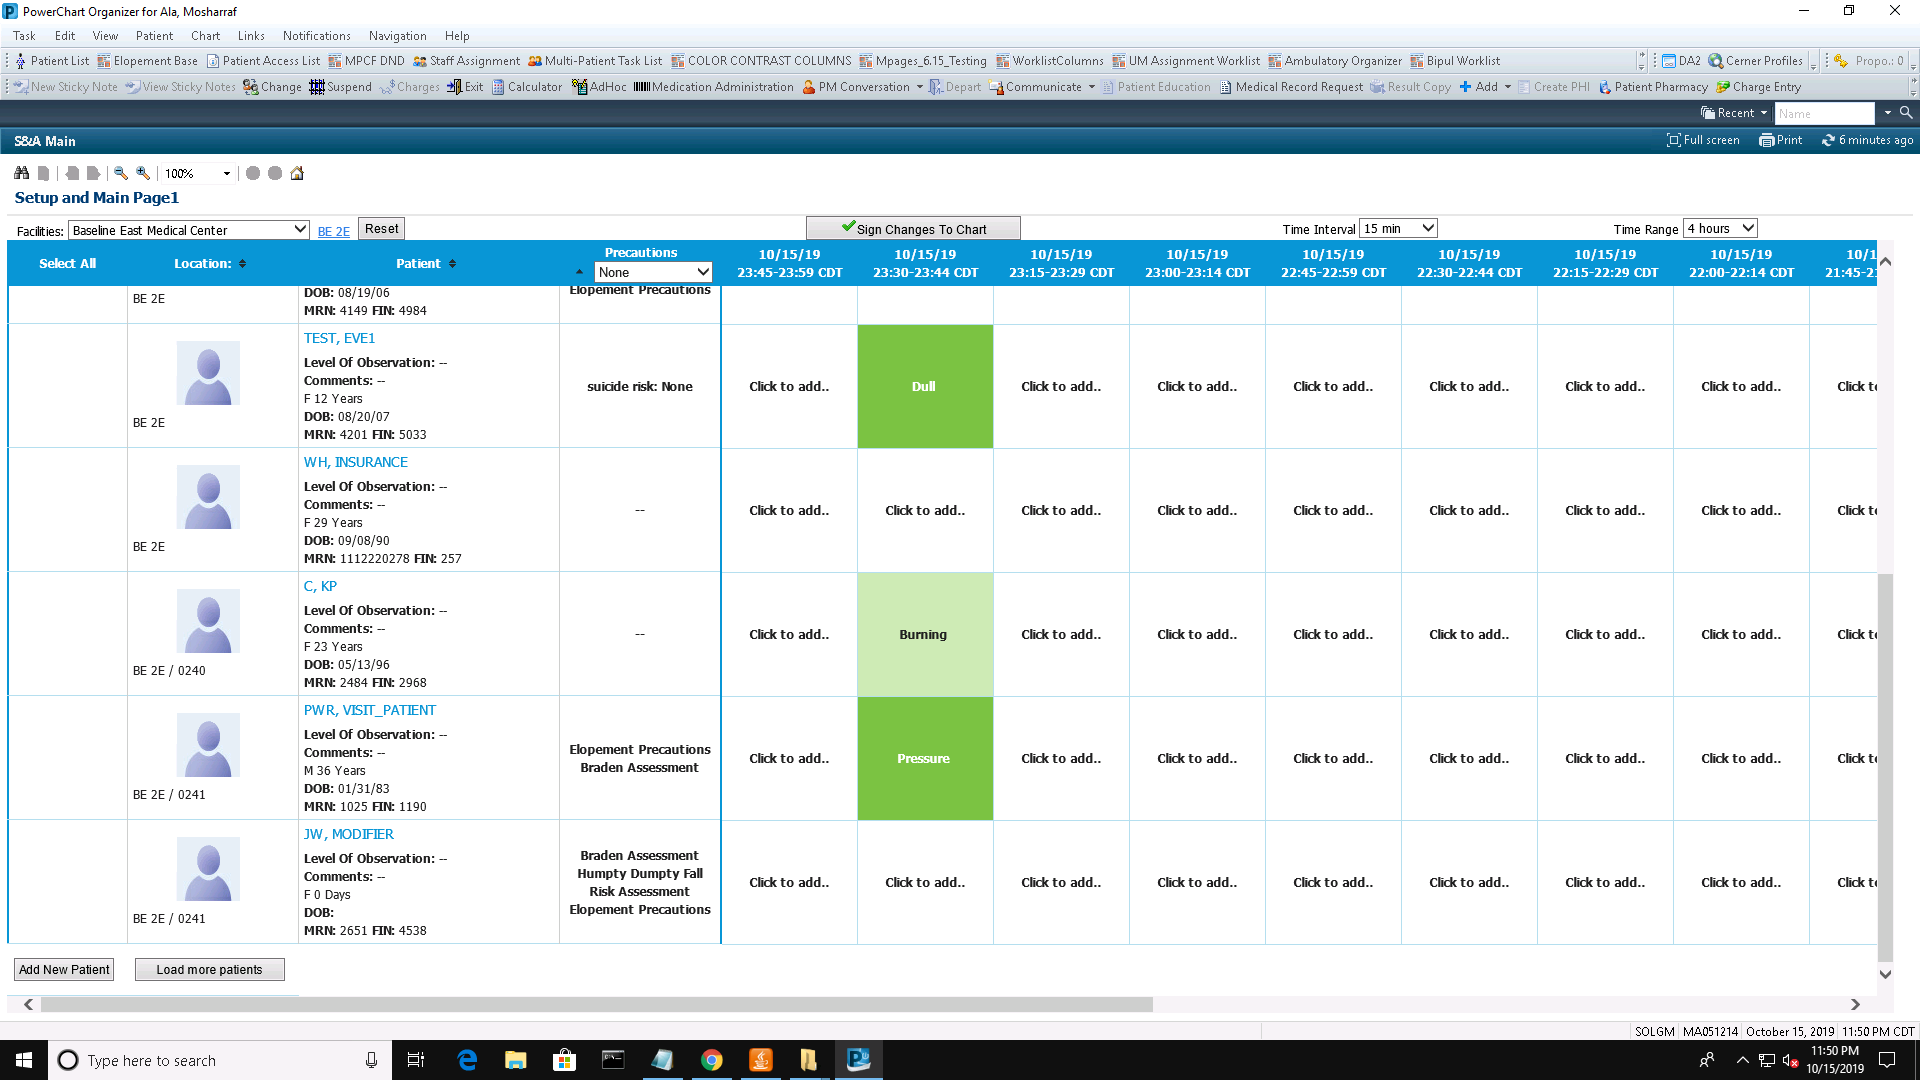 PowerChart Organizer for Ala, Mosharraf
Task Edit View Patient Chart Links Notifications Navigation Help
Patient List Elopement Base Patient Access List MPCF DND Staff Assignment Multi-Patient Task List COLOR CONTRAST COLUMNS Mpages_6.15_Testing WorklistColumns UM Assignment Worklist Ambulatory Organizer Bipul Worklist DA2 Cerner Profiles Propo.: 0
New Sticky Note View Sticky Notes Change Suspend Charges Exit Calculator AdHoc Medication Administration PM Conversation Depart Communicate Patient Education Medical Record Request Result Copy Add Create PHI Patient Pharmacy Charge Entry
Recent Name
S&A Main Full screen Print 6 minutes ago
100%
Setup and Main Page1
Facilities: Baseline East Medical Center BE 2E Reset Sign Changes To Chart Time Interval 15 min Time Range 4 hours
Select All Location: Patient Precautions None
10/15/19 10/15/19 10/15/19 10/15/19 10/15/19 10/15/19 10/15/19 10/15/19 10/1
23:45-23:59 CDT 23:30-23:44 CDT 23:15-23:29 CDT 23:00-23:14 CDT 22:45-22:59 CDT 22:30-22:44 CDT 22:15-22:29 CDT 22:00-22:14 CDT 21:45-2
BE 2E
DOB: 08/19/06
MRN: 4149 FIN: 4984
Elopement Precautions
BE 2E
TEST, EVE1
Level Of Observation: --
Comments: --
F 12 Years
DOB: 08/20/07
MRN: 4201 FIN: 5033
suicide risk: None
Click to add.. Dull Click to add.. Click to add.. Click to add.. Click to add.. Click to add.. Click to add.. Click t
BE 2E
WH, INSURANCE
Level Of Observation: --
Comments: --
F 29 Years
DOB: 09/08/90
MRN: 1112220278 FIN: 257
--
Click to add.. Click to add.. Click to add.. Click to add.. Click to add.. Click to add.. Click to add.. Click to add.. Click t
BE 2E / 0240
C, KP
Level Of Observation: --
Comments: --
F 23 Years
DOB: 05/13/96
MRN: 2484 FIN: 2968
--
Click to add.. Burning Click to add.. Click to add.. Click to add.. Click to add.. Click to add.. Click to add.. Click t
BE 2E / 0241
PWR, VISIT_PATIENT
Level Of Observation: --
Comments: --
M 36 Years
DOB: 01/31/83
MRN: 1025 FIN: 1190
Elopement Precautions
Braden Assessment
Click to add.. Pressure Click to add.. Click to add.. Click to add.. Click to add.. Click to add.. Click to add.. Click t
BE 2E / 0241
JW, MODIFIER
Level Of Observation: --
Comments: --
F 0 Days
DOB:
MRN: 2651 FIN: 4538
Braden Assessment
Humpty Dumpty Fall
Risk Assessment
Elopement Precautions
Click to add.. Click to add.. Click to add.. Click to add.. Click to add.. Click to add.. Click to add.. Click to add.. Click t
Add New Patient Load more patients
SOLGM MA051214 October 15, 2019 11:50 PM CDT
Type here to search
11:50 PM
10/15/2019